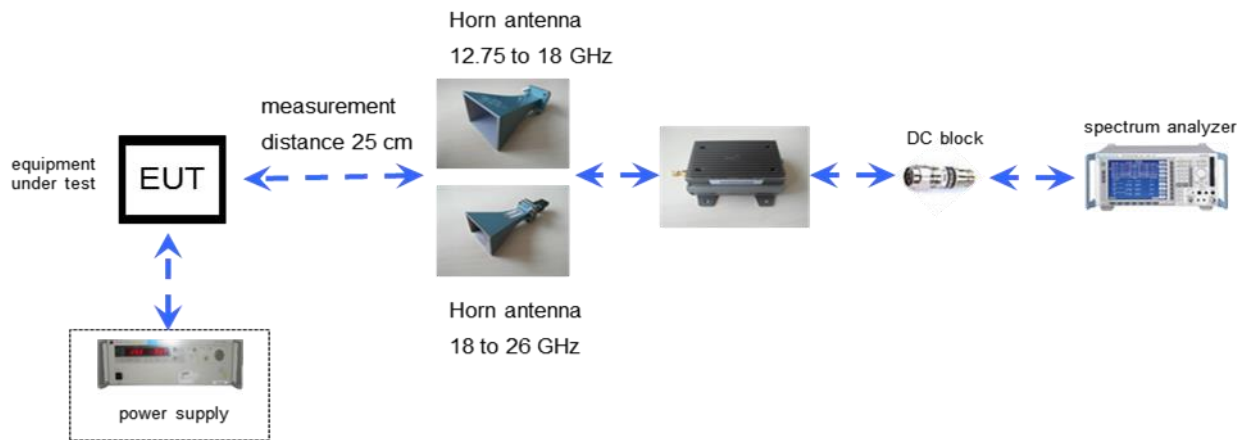 Horn antenna
12.75 to 18 GHz
measurement
distance 25 cm
equipment
under test
EUT
DC block
spectrum analyzer
Horn antenna
18 to 26 GHz
power supply